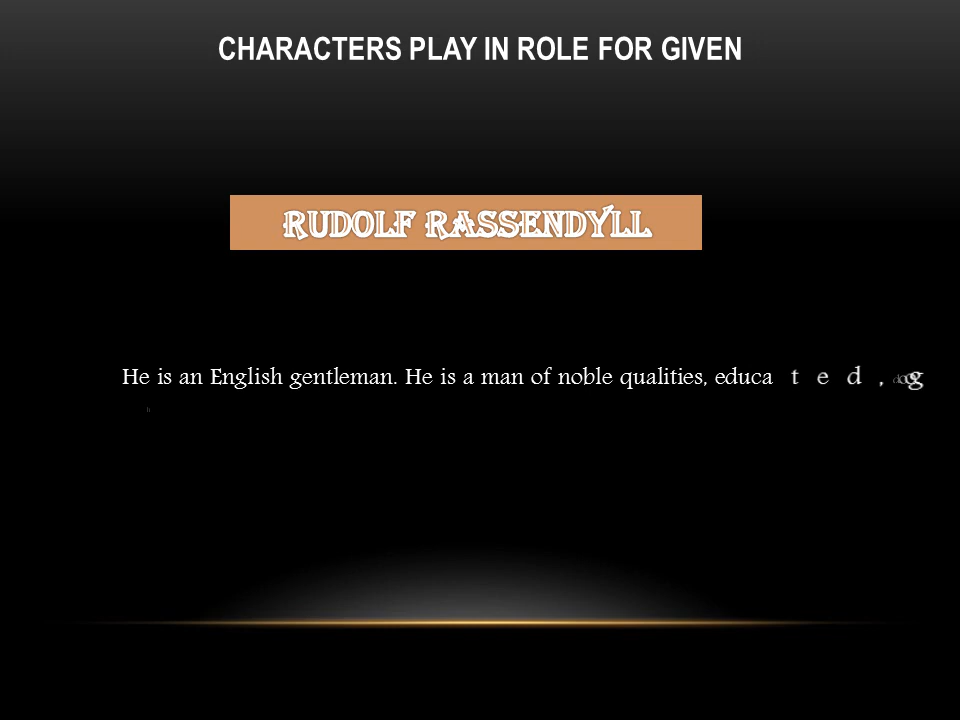 CHARACTERS PLAY IN ROLE FOR GIVEN
RUDOLF RASSENDYLL
He is an English gentleman. He is a man of noble qualities, educated,